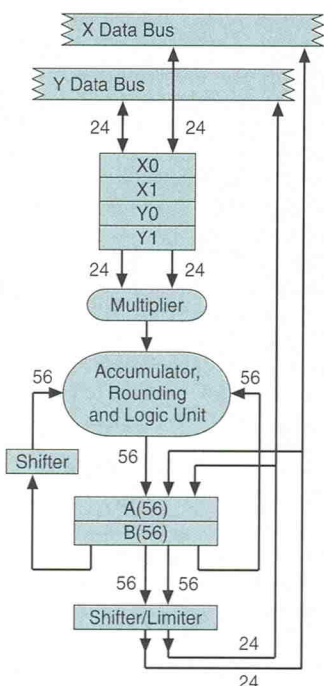 X Data Bus
Y Data Bus
24
24
X0
X1
Y0
Y1
24
24
Multiplier
56
Accumulator,
Rounding
and Logic Unit
56
56
Shifter
A(56)
B(56)
56
56
Shifter/Limiter
24
24